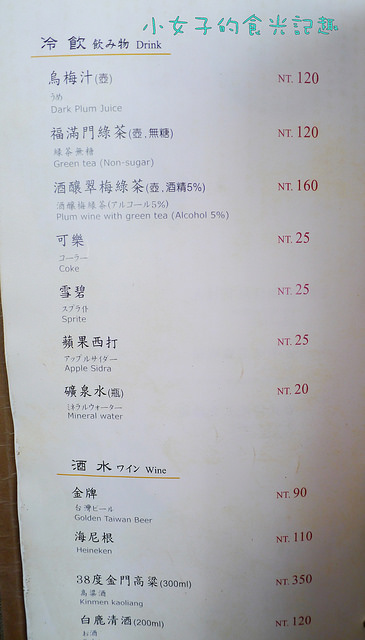 小女子的食光記趣
冷飲 飲み物 Drink
烏梅汁(壺) NT. 120
うめ
Dark Plum Juice
福滿門綠茶(壺,無糖) NT. 120
綠茶無糖
Green tea (Non-sugar)
酒釀翠梅綠茶(壺,酒精5%) NT. 160
酒釀梅綠茶(アルコール5%)
Plum wine with green tea (Alcohol 5%)
可樂 NT. 25
コーラー
Coke
雪碧 NT. 25
スプライト
Sprite
蘋果西打 NT. 25
アップルサイダー
Apple Sidra
礦泉水(瓶) NT. 20
ミネラルウォーター
Mineral water
酒水 ワイン Wine
金牌 NT. 90
台灣ビール
Golden Taiwan Beer
海尼根 NT. 110
Heineken
38度金門高粱(300ml) NT. 350
高粱酒
Kinmen kaoliang
白鹿清酒(200ml) NT. 120
お酒